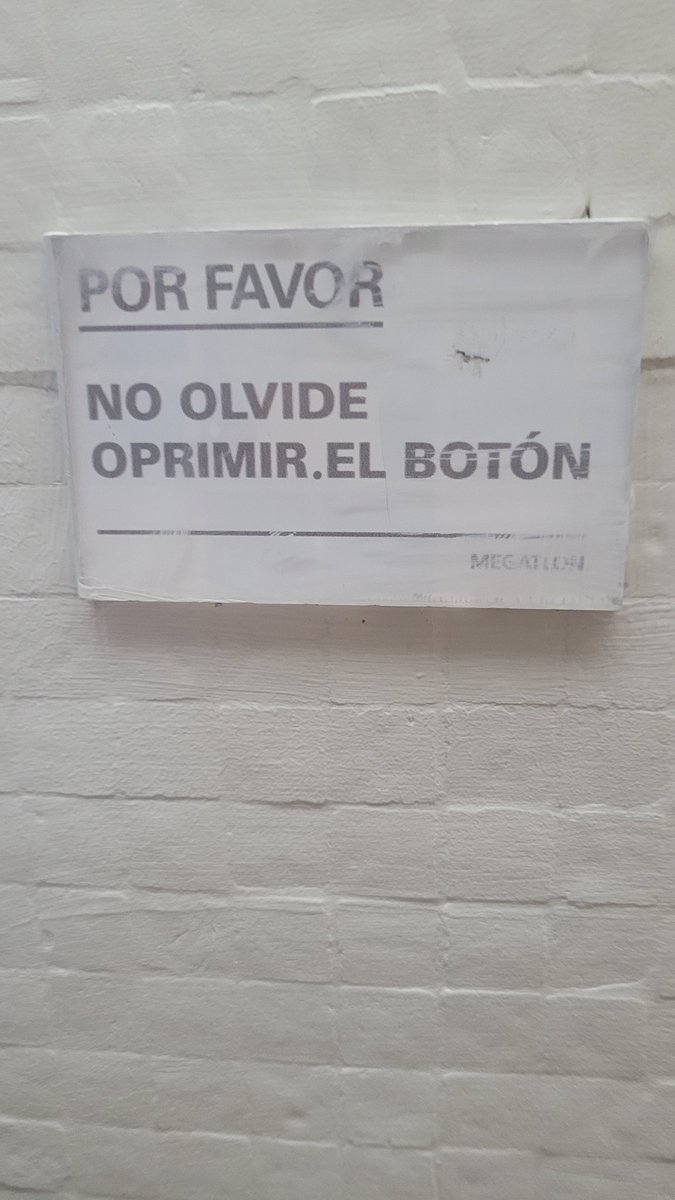 POR FAVOR
NO OLVIDE
OPRIMIR.EL BOTÓN
MEGATLON